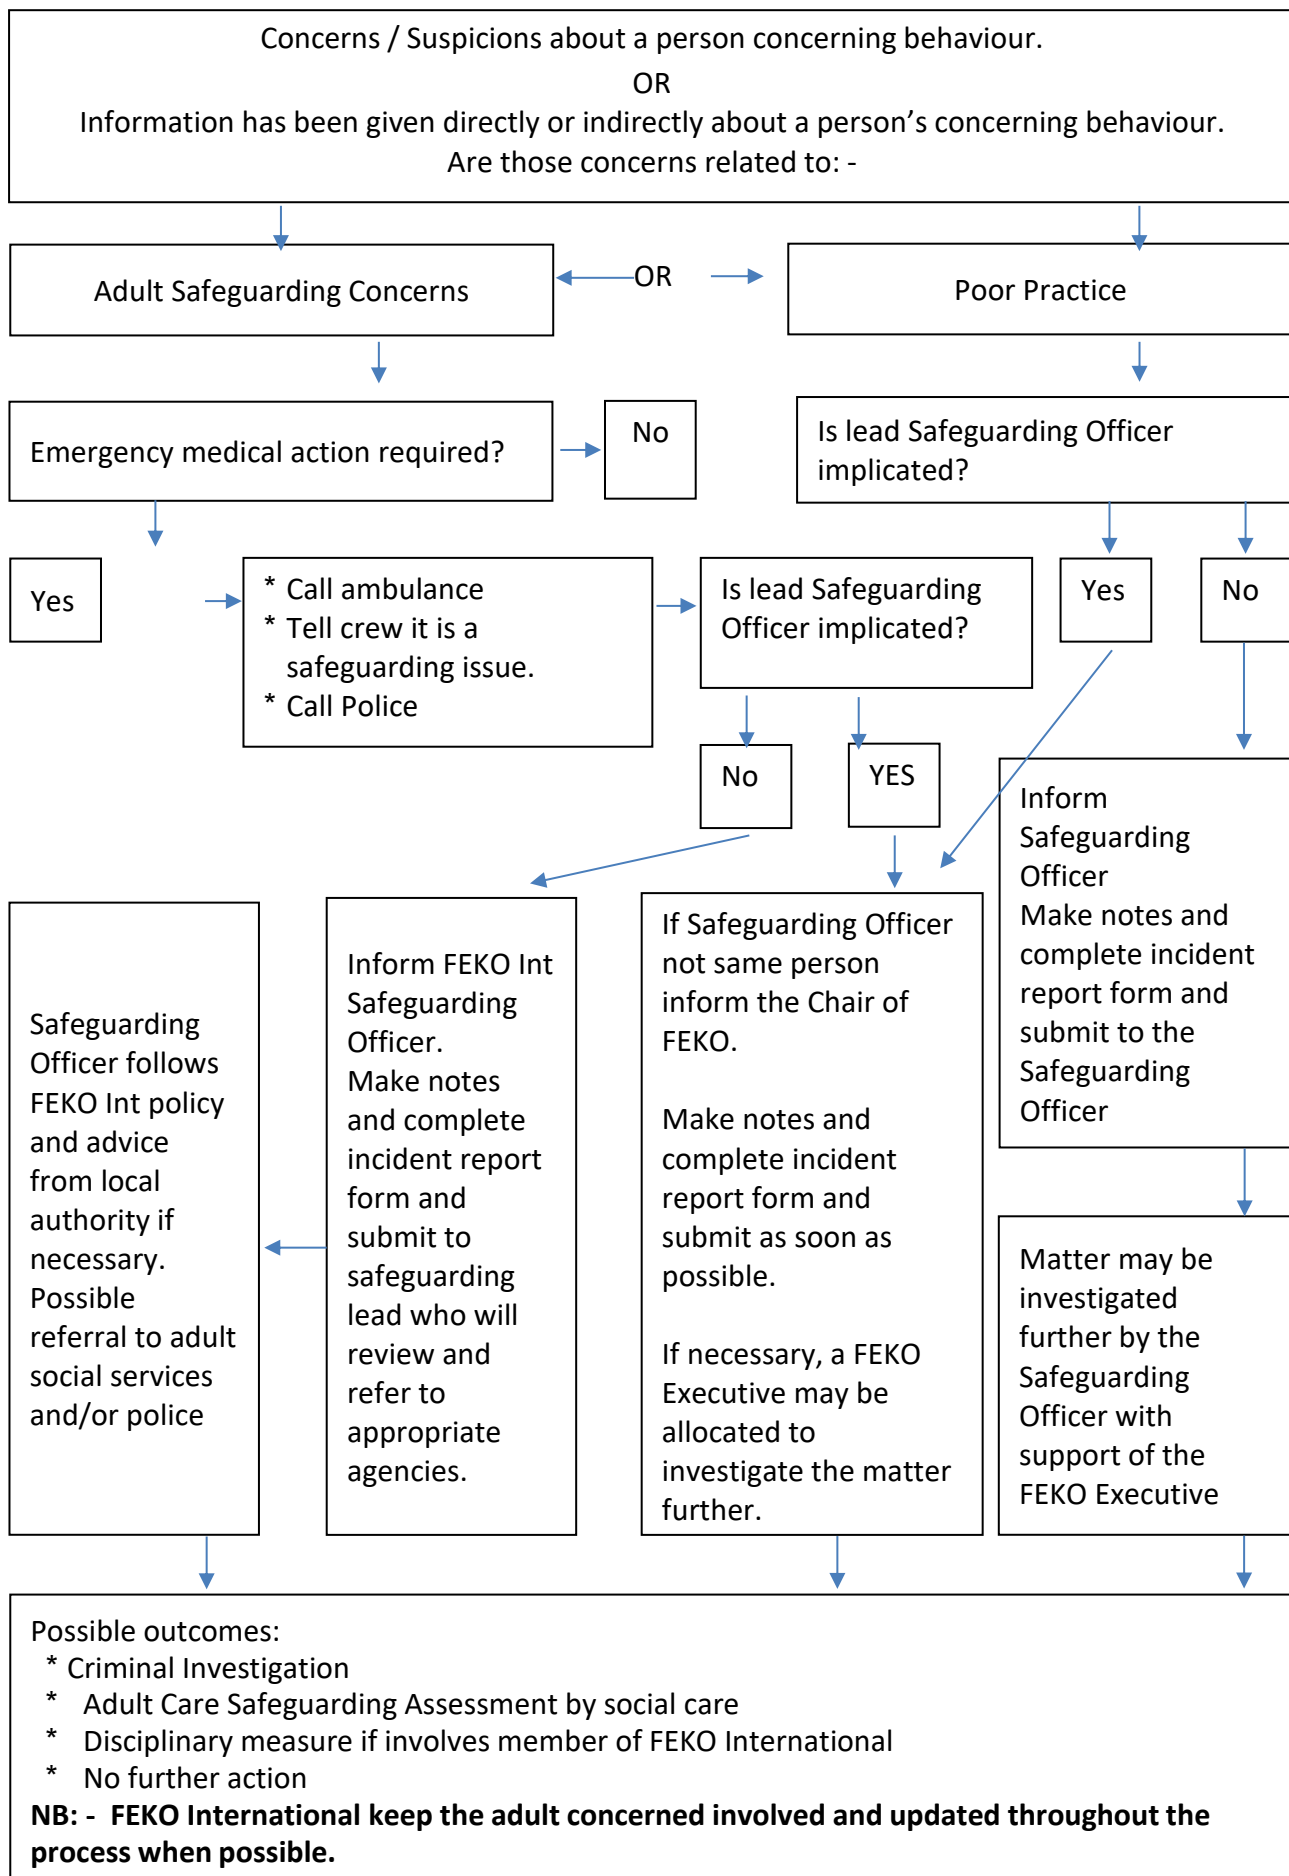 Concerns / Suspicions about a person concerning behaviour.
OR
Information has been given directly or indirectly about a person’s concerning behaviour.
Are those concerns related to: -
Adult Safeguarding Concerns
OR
Poor Practice
Emergency medical action required?
No
Is lead Safeguarding Officer
implicated?
Yes
* Call ambulance
* Tell crew it is a
safeguarding issue.
* Call Police
Is lead Safeguarding
Officer implicated?
Yes
No
No
YES
Safeguarding
Officer follows
FEKO Int policy
and advice
from local
authority if
necessary.
Possible
referral to adult
social services
and/or police
Inform FEKO Int
Safeguarding
Officer.
Make notes
and complete
incident report
form and
submit to
safeguarding
lead who will
review and
refer to
appropriate
agencies.
If Safeguarding Officer
not same person
inform the Chair of
FEKO.
Make notes and
complete incident
report form and
submit as soon as
possible.
If necessary, a FEKO
Executive may be
allocated to
investigate the matter
further.
Inform
Safeguarding
Officer
Make notes and
complete incident
report form and
submit to the
Safeguarding
Officer
Matter may be
investigated
further by the
Safeguarding
Officer with
support of the
FEKO Executive
Possible outcomes:
* Criminal Investigation
* Adult Care Safeguarding Assessment by social care
* Disciplinary measure if involves member of FEKO International
* No further action
NB: - FEKO International keep the adult concerned involved and updated throughout the
process when possible.